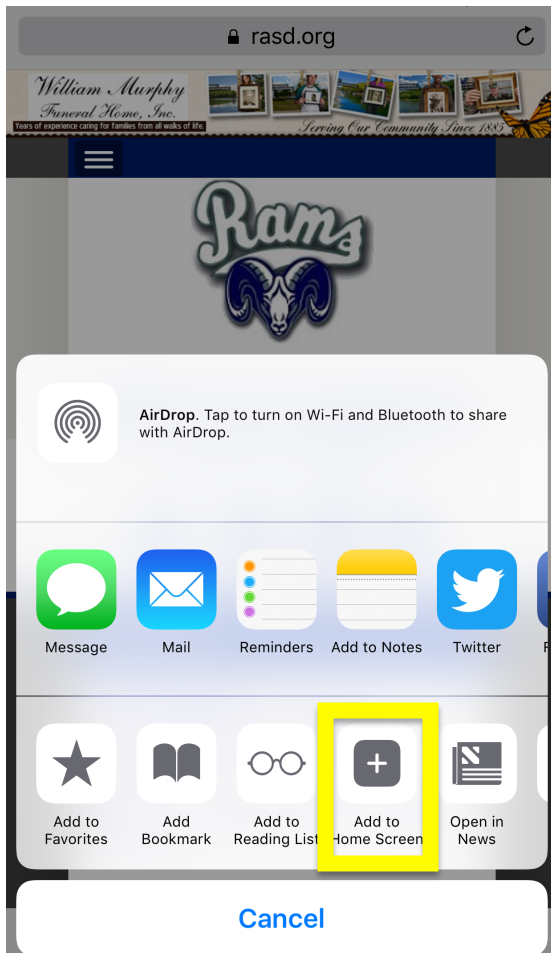 rasd.org
William Murphy
Funeral Home, Inc.
Years of experience caring for families from all walks of life.
Serving Our Community Since 1885
Rams
AirDrop. Tap to turn on Wi-Fi and Bluetooth to share
with AirDrop.
Message Mail Reminders Add to Notes Twitter F
Add to Add Add to Add to Open in
Favorites Bookmark Reading List Home Screen News
Cancel